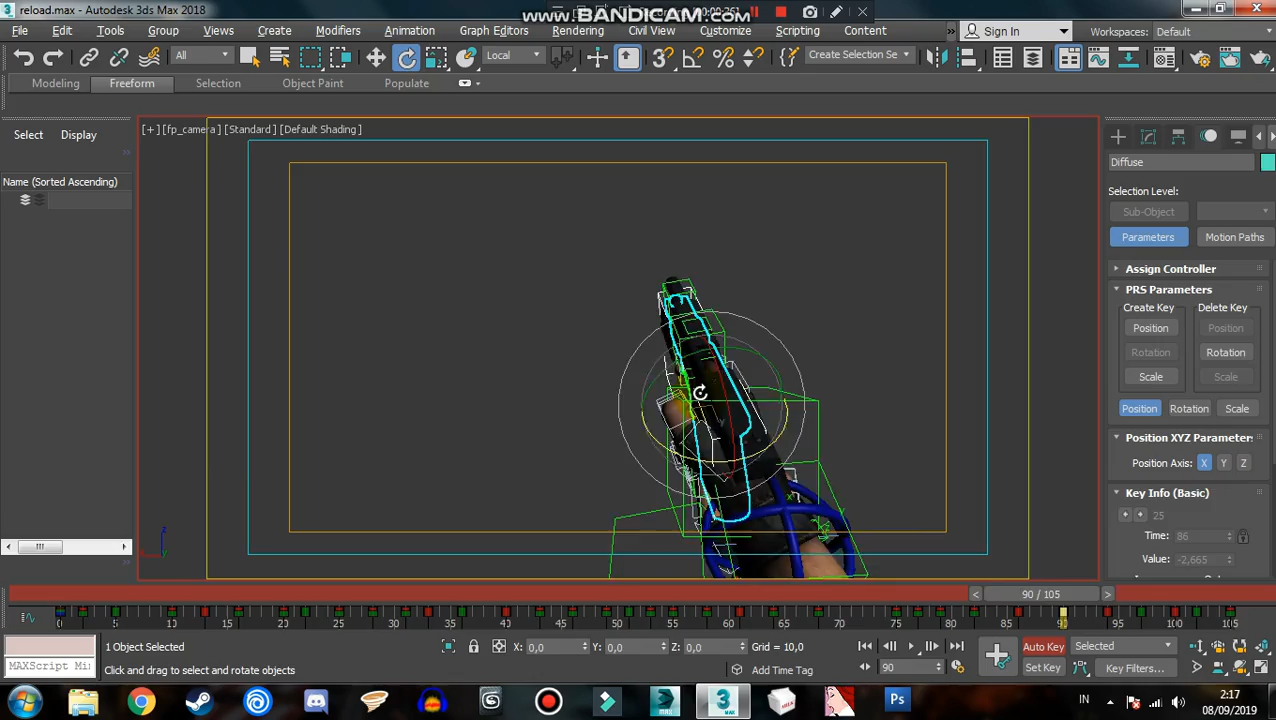 reload.max - Autodesk 3ds Max 2018
www.BANDICAM.com
File Edit Tools Group Views Create Modifiers Animation Graph Editors Rendering Civil View Customize Scripting Content » Sign In Workspaces: Default
All Local Create Selection Se
Modeling Freeform Selection Object Paint Populate
[+] [fp_camera] [Standard] [Default Shading]
Select Display
Name (Sorted Ascending)
Diffuse
Selection Level:
Sub-Object
Parameters Motion Paths
Assign Controller
PRS Parameters
Create Key Delete Key
Position Position
Rotation Rotation
Scale Scale
Position Rotation Scale
Position XYZ Parameter
Position Axis: X Y Z
Key Info (Basic)
25
Time: 86
Value: -2,665
90 / 105
0 5 10 15 20 25 30 35 40 45 50 55 60 65 70 75 80 85 90 95 100 105
1 Object Selected
X: 0,0 Y: 0,0 Z: 0,0 Grid = 10,0
Auto Key Selected
MAXScript Mi
Click and drag to select and rotate objects
Add Time Tag
90
Set Key Key Filters...
IN 2:17
08/09/2019